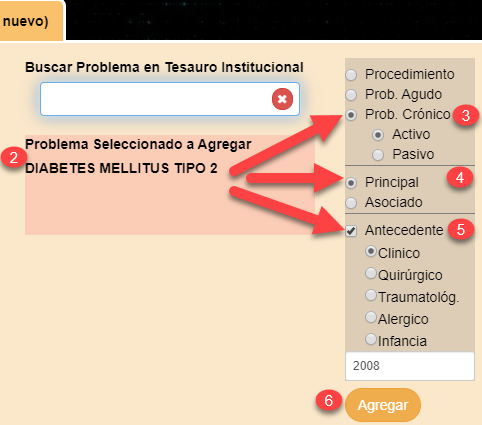 nuevo)
Buscar Problema en Tesauro Institucional
2
Problema Seleccionado a Agregar
DIABETES MELLITUS TIPO 2
Procedimiento
Prob. Agudo
Prob. Crónico 3
Activo
Pasivo
Principal 4
Asociado
Antecedente 5
Clinico
Quirúrgico
Traumatológ.
Alergico
Infancia
2008
6 Agregar